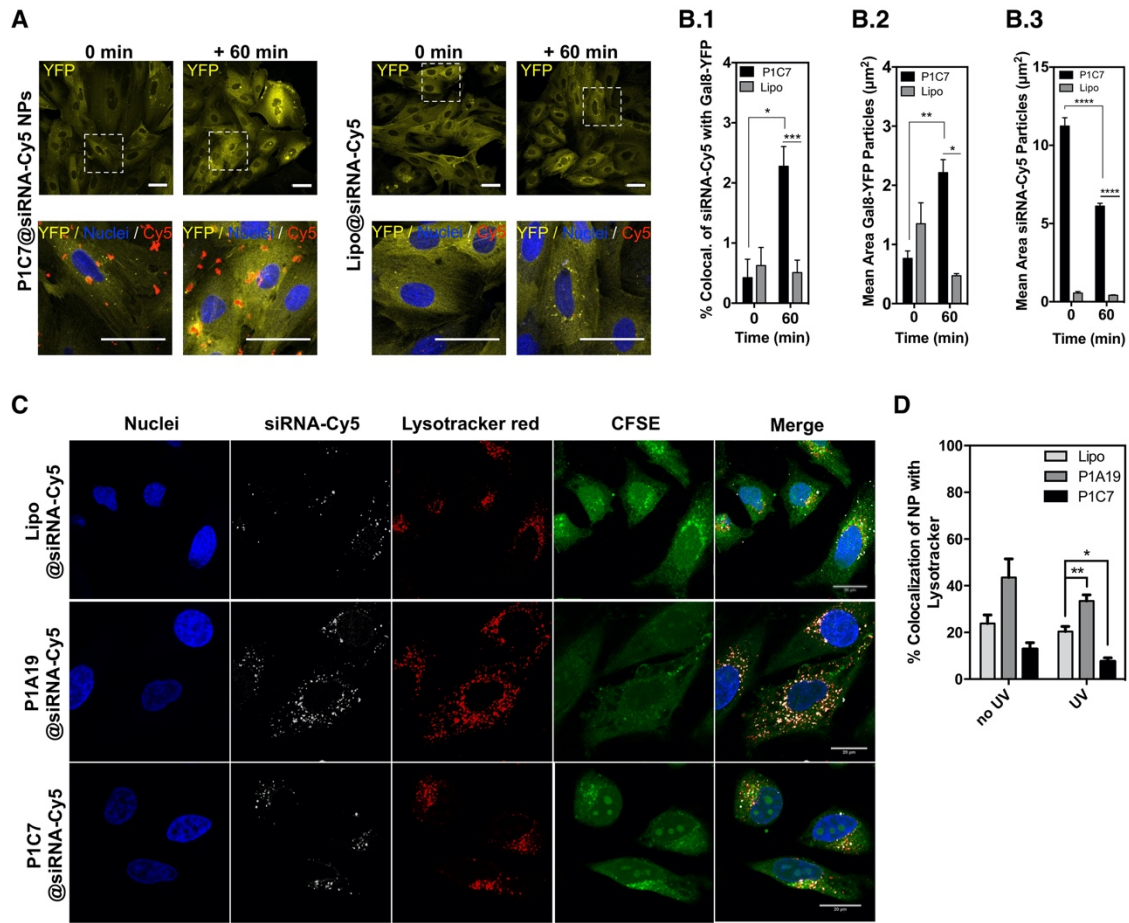 A
0 min
+ 60 min
0 min
+ 60 min
P1C7@siRNA-Cy5 NPs
YFP
YFP
YFP / Nuclei / Cy5
YFP / Nuclei / Cy5
Lipo@siRNA-Cy5
YFP
YFP
YFP / Nuclei / Cy5
YFP / Nuclei / Cy5
B.1
% Colocal. of siRNA-Cy5 with Gal8-YFP
4
3
2
1
0
P1C7
Lipo
*
***
0
60
Time (min)
B.2
Mean Area Gal8-YFP Particles (µm²)
4
3
2
1
0
P1C7
Lipo
**
*
0
60
Time (min)
B.3
Mean Area siRNA-Cy5 Particles (µm²)
15
10
5
0
P1C7
Lipo
****
****
0
60
Time (min)
C
Nuclei
siRNA-Cy5
Lysotracker red
CFSE
Merge
Lipo
@siRNA-Cy5
P1A19
@siRNA-Cy5
20 µm
P1C7
@siRNA-Cy5
20 µm
D
% Colocalization of NP with
Lysotracker
100
80
60
40
20
0
Lipo
P1A19
P1C7
**
*
no UV
UV